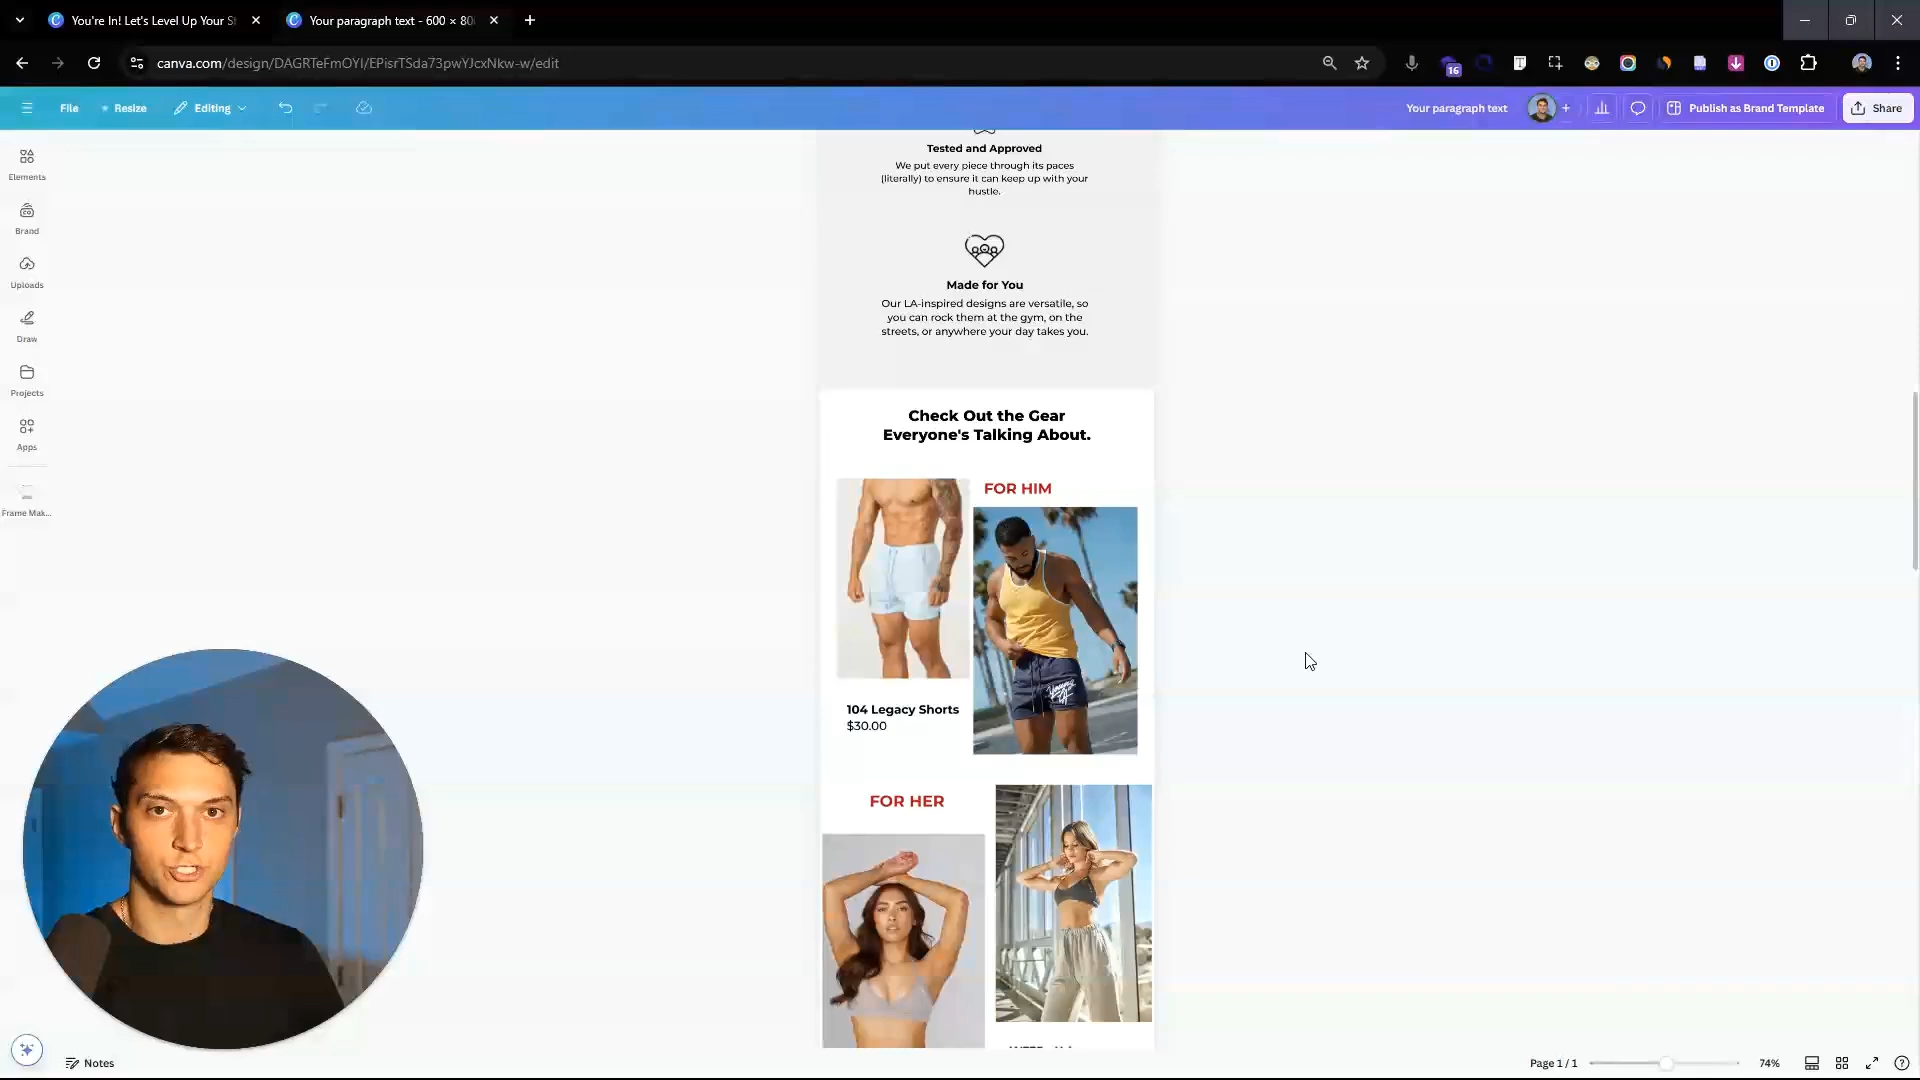 You're In! Let's Level Up Your S
Your paragraph text - 600 × 80
canva.com/design/DAGRTeFmOYI/EPisrTSda73pwYJcxNkw-w/edit
16
File
Resize
Editing
Your paragraph text
Publish as Brand Template
Share
Elements
Brand
Uploads
Draw
Projects
Apps
Frame Mak...
Tested and Approved
We put every piece through its paces
(literally) to ensure it can keep up with your
hustle.
Made for You
Our LA-inspired designs are versatile, so
you can rock them at the gym, on the
streets, or anywhere your day takes you.
Check Out the Gear
Everyone's Talking About.
FOR HIM
104 Legacy Shorts
$30.00
FOR HER
Notes
Page 1 / 1
74%